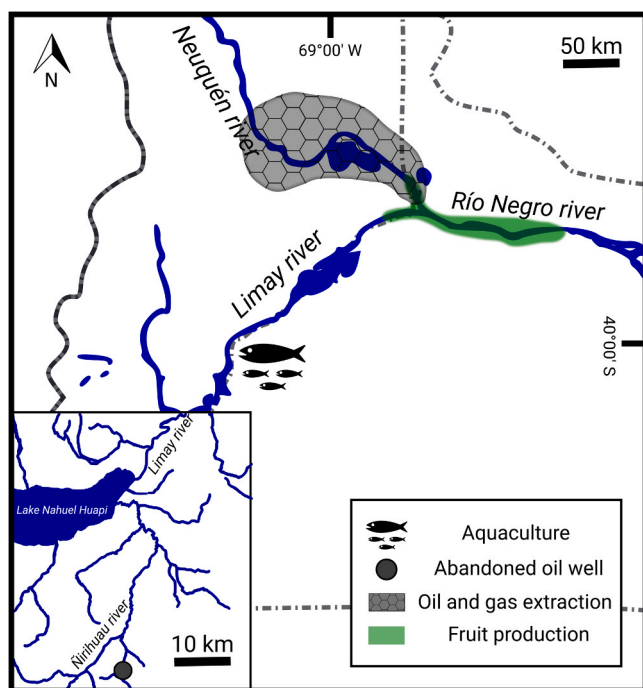 N
69°00' W
50 km
Neuquén river
Río Negro river
Limay river
40°00' S
Limay river
Lake Nahuel Huapi
Ñirihuau river
10 km
Aquaculture
Abandoned oil well
Oil and gas extraction
Fruit production